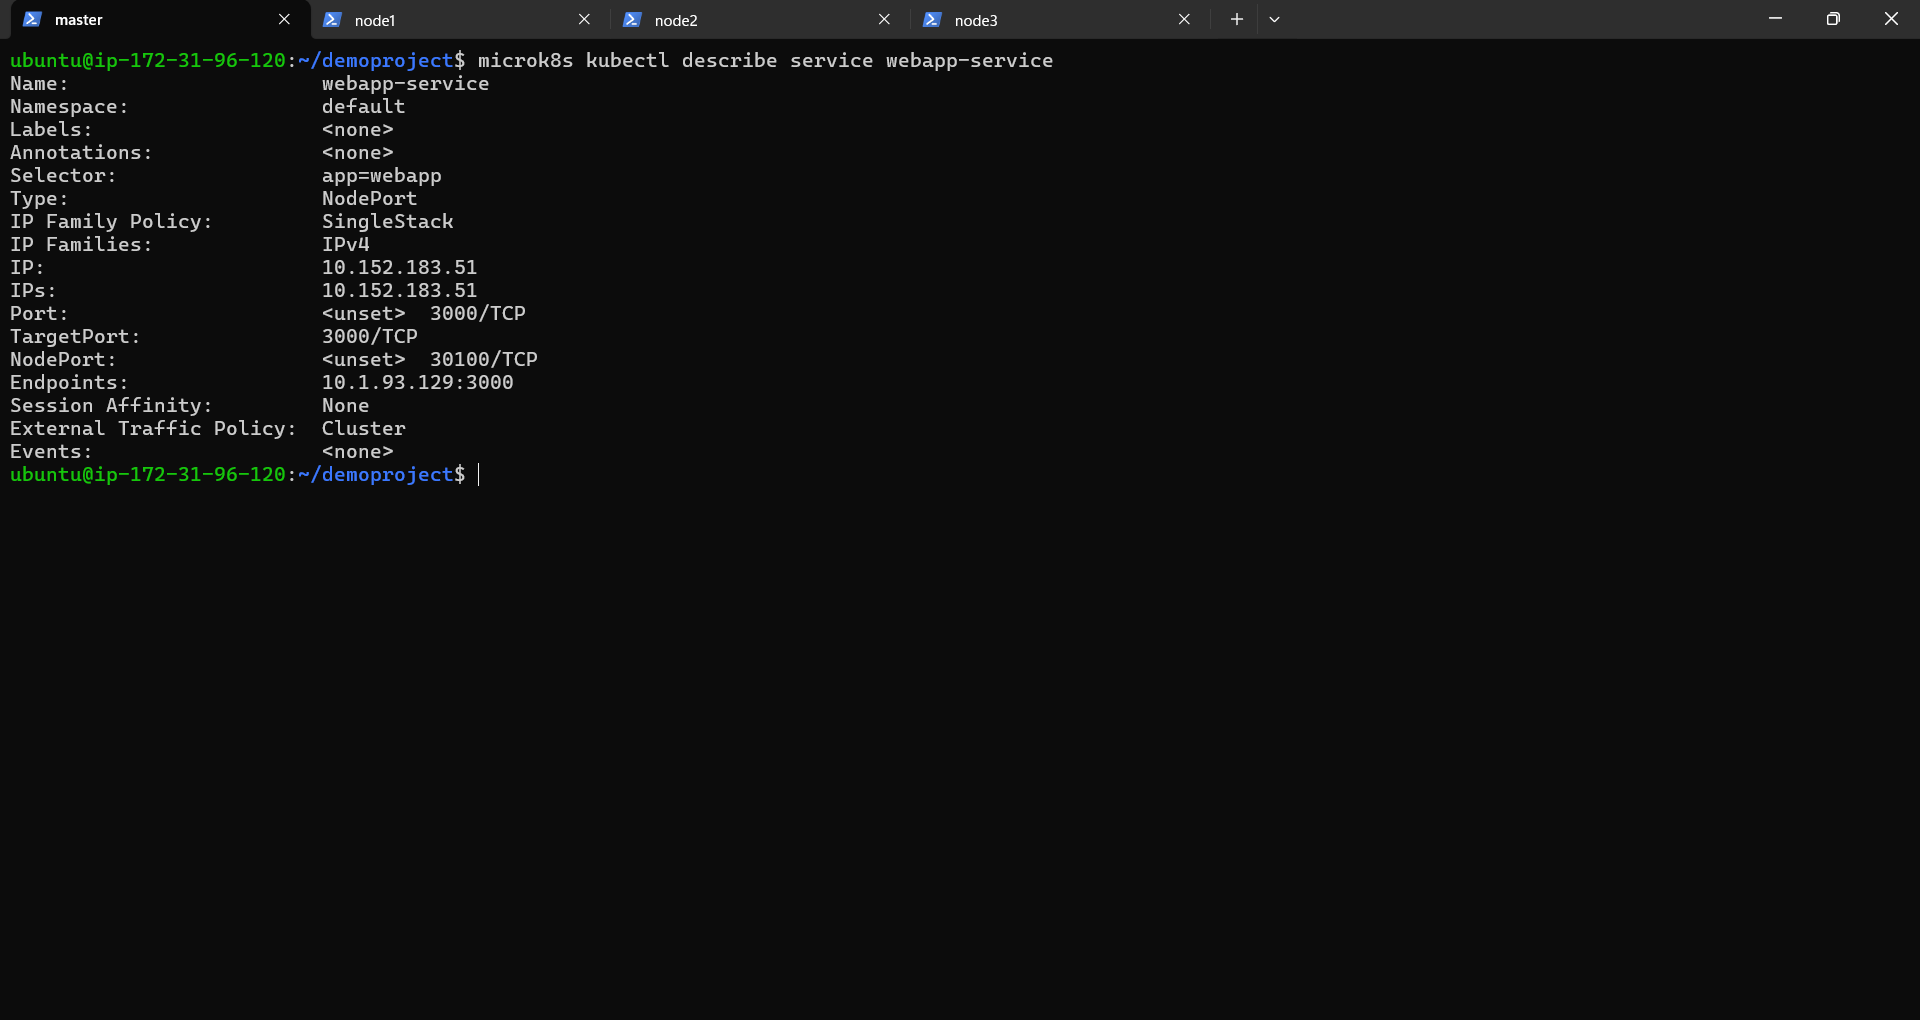 master
node1
node2
node3
ubuntu@ip-172-31-96-120:~/demoproject$ microk8s kubectl describe service webapp-service
Name:                     webapp-service
Namespace:                default
Labels:                   <none>
Annotations:              <none>
Selector:                 app=webapp
Type:                     NodePort
IP Family Policy:         SingleStack
IP Families:              IPv4
IP:                       10.152.183.51
IPs:                      10.152.183.51
Port:                     <unset>  3000/TCP
TargetPort:               3000/TCP
NodePort:                 <unset>  30100/TCP
Endpoints:                10.1.93.129:3000
Session Affinity:         None
External Traffic Policy:  Cluster
Events:                   <none>
ubuntu@ip-172-31-96-120:~/demoproject$